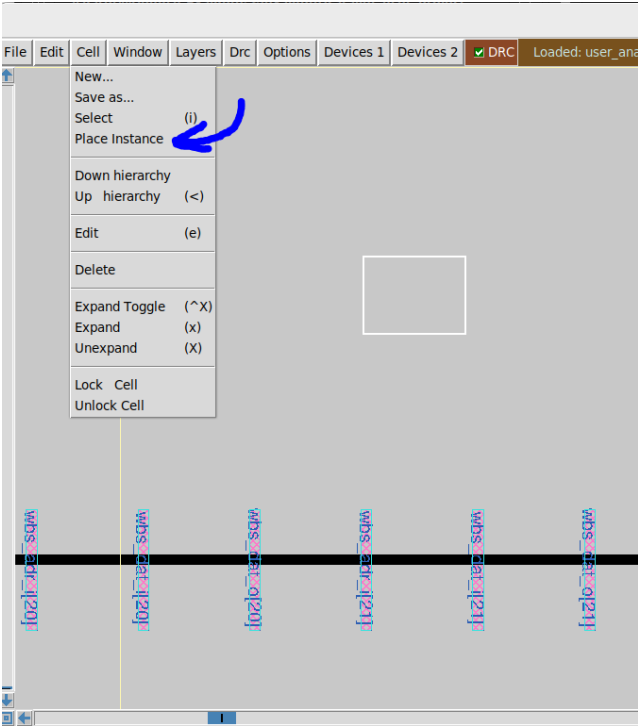 File Edit Cell Window Layers Drc Options Devices 1 Devices 2 DRC Loaded: user_ana
New...
Save as...
Select (i)
Place Instance
Down hierarchy
Up hierarchy (<)
Edit (e)
Delete
Expand Toggle (^X)
Expand (x)
Unexpand (X)
Lock Cell
Unlock Cell
wbs_adr_i[20]
wbs_dat_i[20]
wbs_dat_o[20]
wbs_adr_i[21]
wbs_dat_i[21]
wbs_dat_o[21]